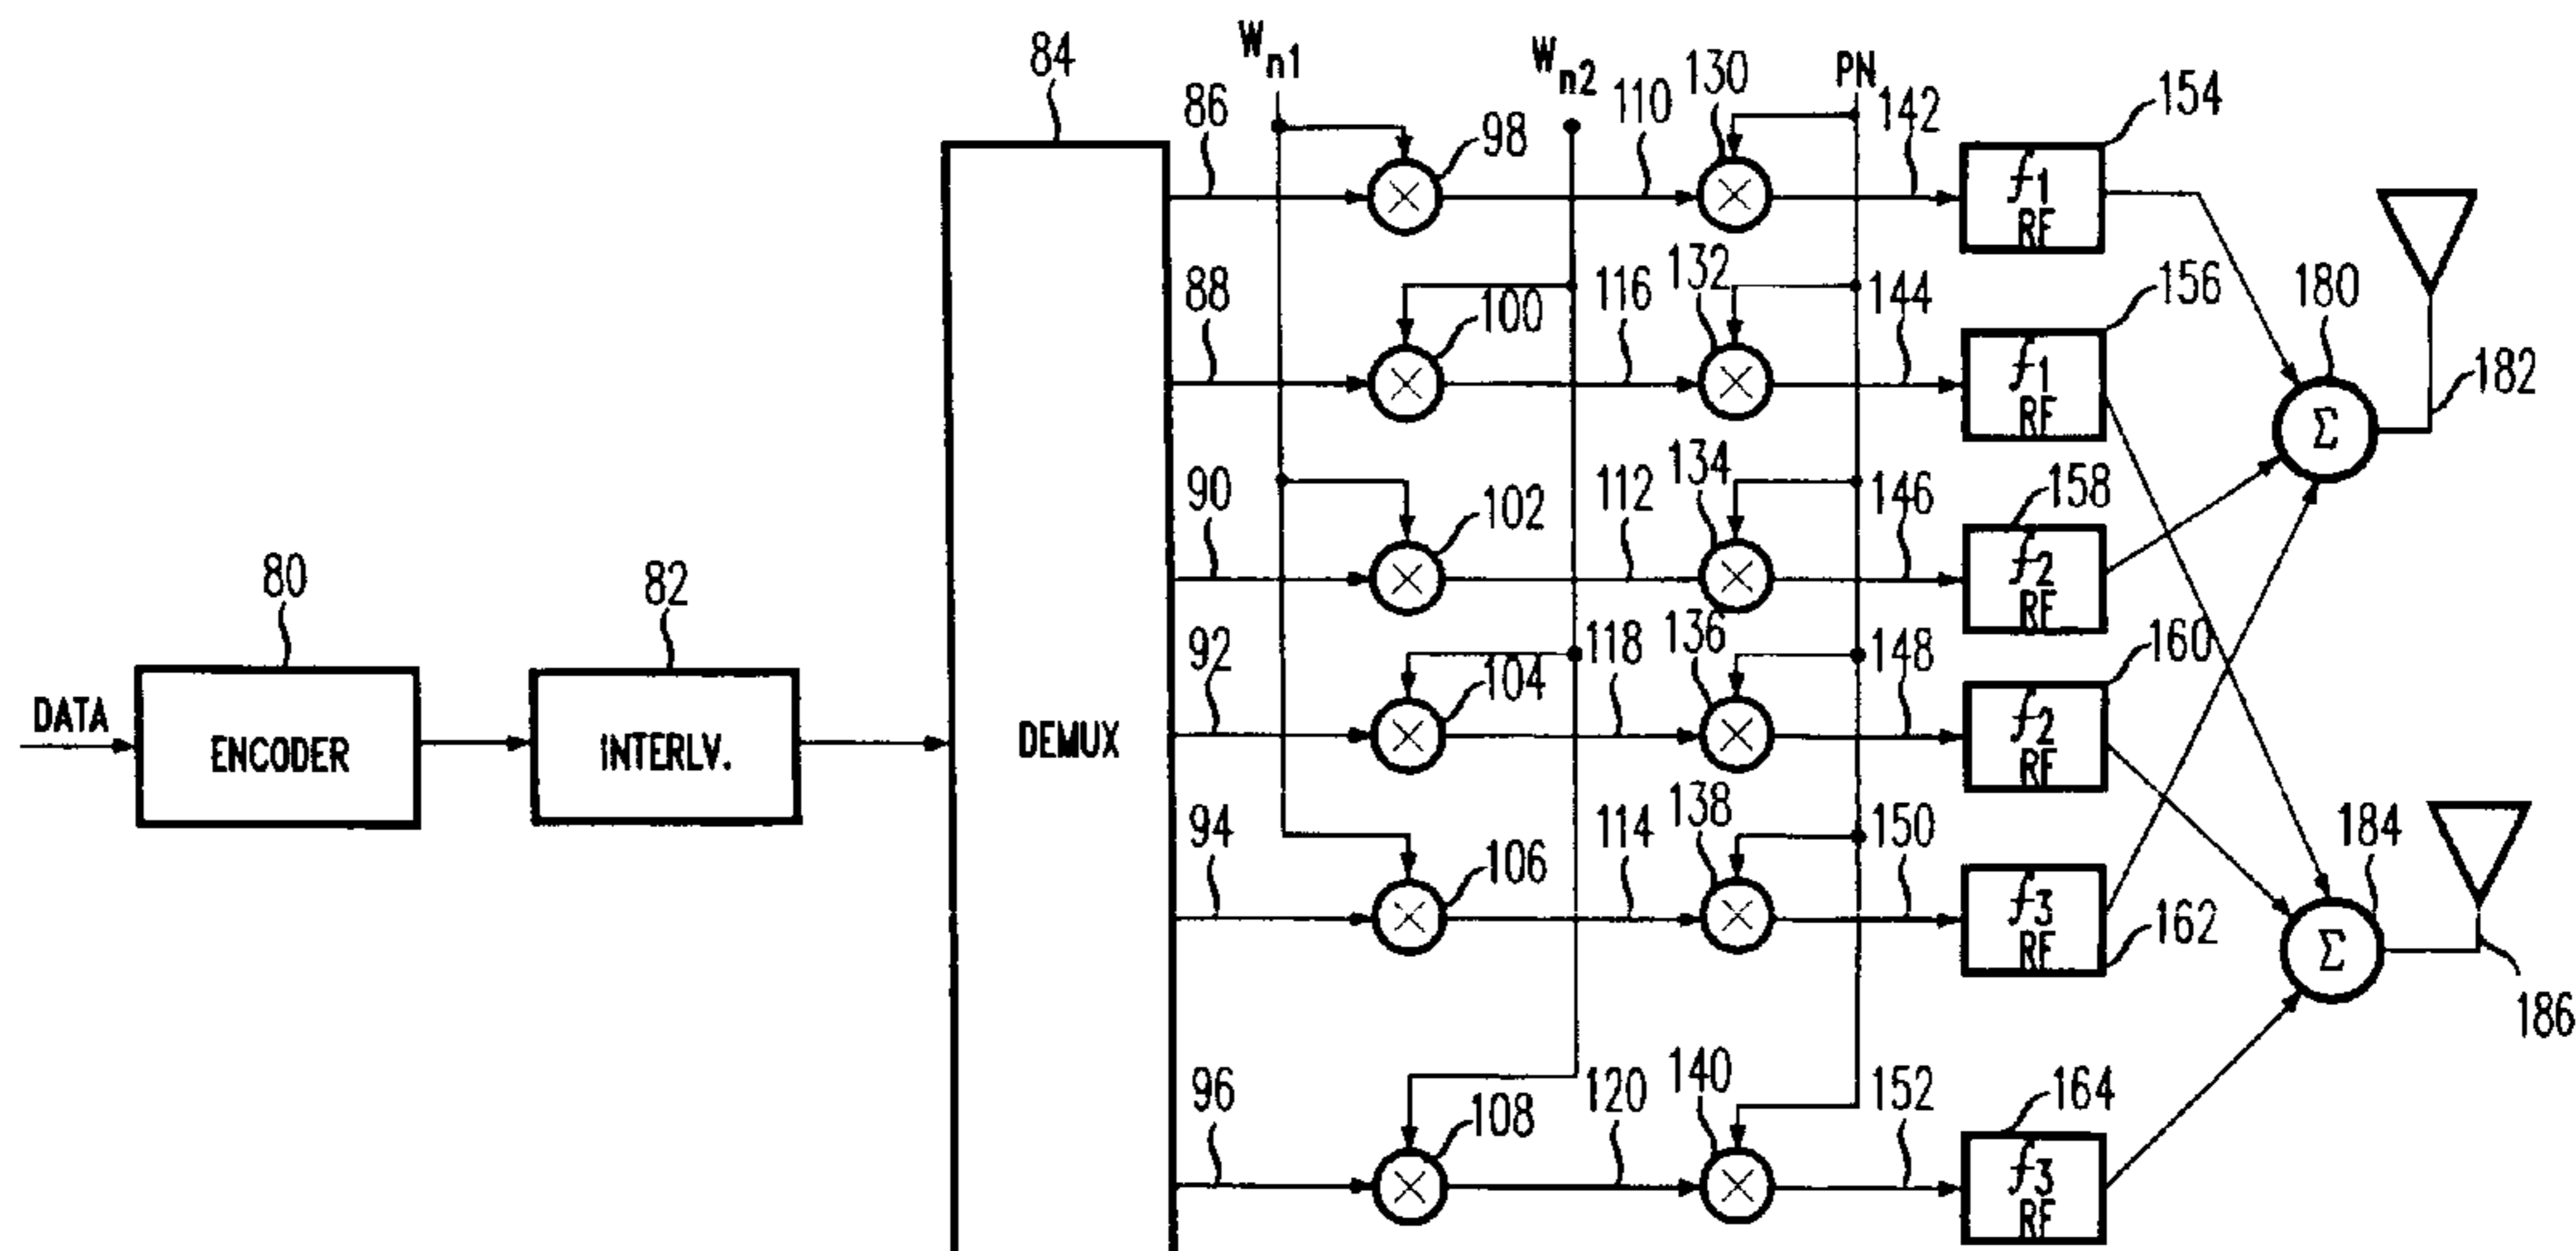 84
W_n1
W_n2
130
PN
86
98
110
142
154
f1
RF
88
100
116
132
144
156
f1
RF
180
182
90
102
112
134
146
158
f2
RF
80
82
92
104
118
136
148
160
f2
RF
DATA
ENCODER
INTERLV.
DEMUX
94
106
114
138
150
f3
RF
162
184
186
Σ
Σ
96
108
120
140
152
164
f3
RF